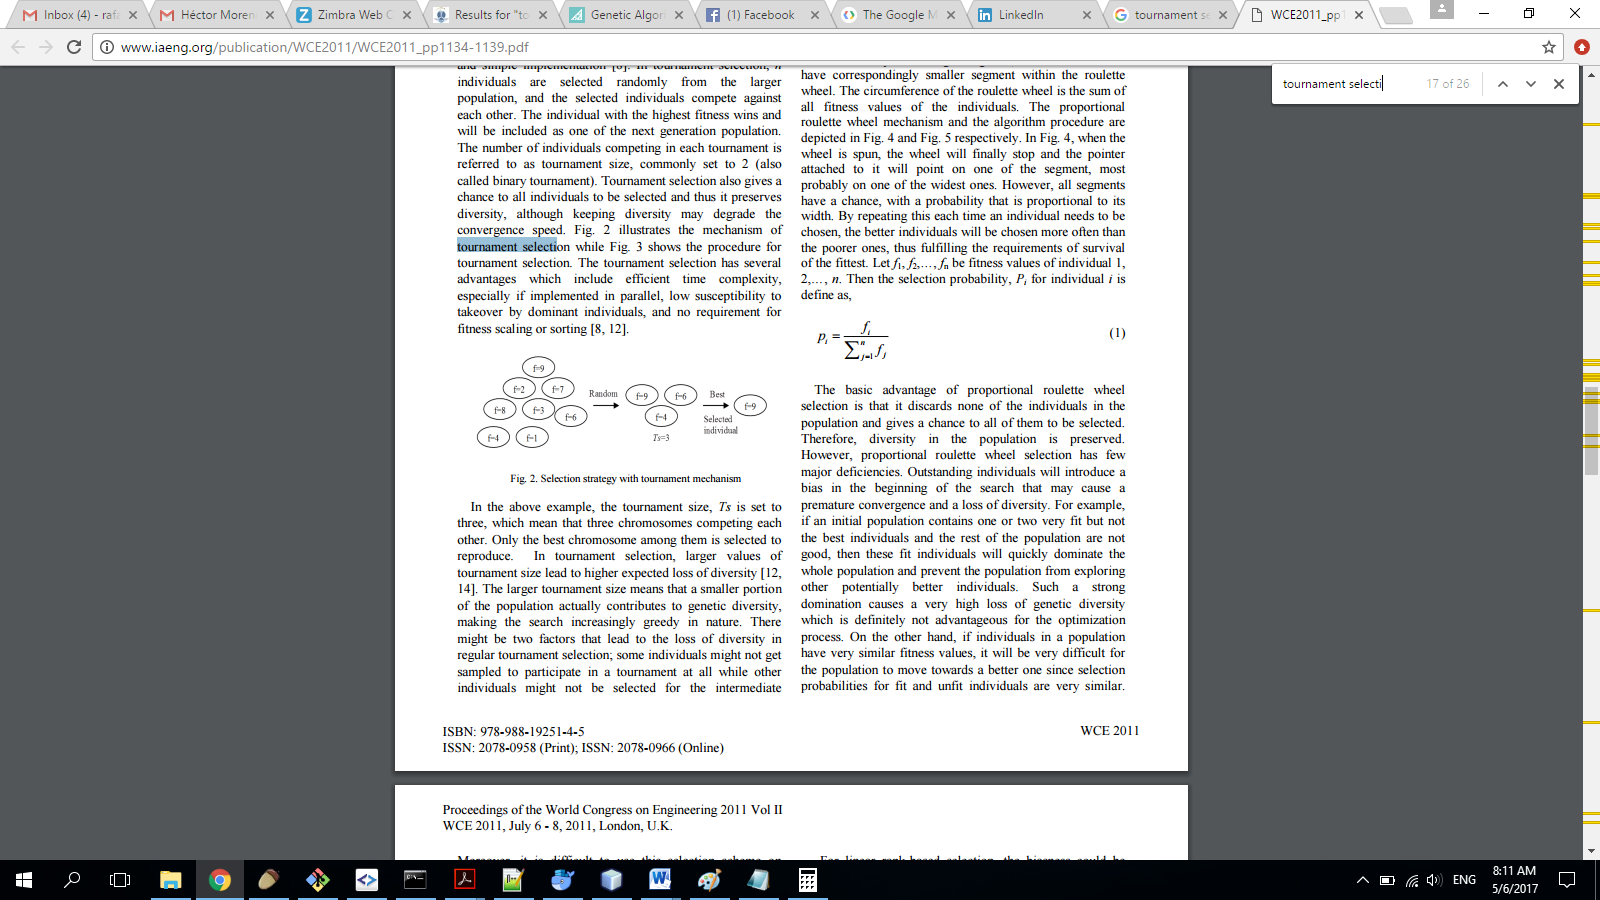 Inbox (4) - raf
Héctor Moren
Zimbra Web C
Results for "to
Genetic Algor
(1) Facebook
The Google M
LinkedIn
tournament se
WCE2011_pp1
www.iaeng.org/publication/WCE2011/WCE2011_pp1134-1139.pdf
tournament selecti
17 of 26
and simple implementation [8]. In tournament selection, n
individuals are selected randomly from the larger
population, and the selected individuals compete against
each other. The individual with the highest fitness wins and
will be included as one of the next generation population.
The number of individuals competing in each tournament is
referred to as tournament size, commonly set to 2 (also
called binary tournament). Tournament selection also gives a
chance to all individuals to be selected and thus it preserves
diversity, although keeping diversity may degrade the
convergence speed. Fig. 2 illustrates the mechanism of
tournament selection while Fig. 3 shows the procedure for
tournament selection. The tournament selection has several
advantages which include efficient time complexity,
especially if implemented in parallel, low susceptibility to
takeover by dominant individuals, and no requirement for
fitness scaling or sorting [8, 12].
f=9
f=2
f=7
f=8
f=3
f=6
f=4
f=1
Random
f=9
f=6
f=4
Ts=3
Best
Selected
individual
f=9
Fig. 2. Selection strategy with tournament mechanism
In the above example, the tournament size, Ts is set to
three, which mean that three chromosomes competing each
other. Only the best chromosome among them is selected to
reproduce. In tournament selection, larger values of
tournament size lead to higher expected loss of diversity [12,
14]. The larger tournament size means that a smaller portion
of the population actually contributes to genetic diversity,
making the search increasingly greedy in nature. There
might be two factors that lead to the loss of diversity in
regular tournament selection; some individuals might not get
sampled to participate in a tournament at all while other
individuals might not be selected for the intermediate
have correspondingly smaller segment within the roulette
wheel. The circumference of the roulette wheel is the sum of
all fitness values of the individuals. The proportional
roulette wheel mechanism and the algorithm procedure are
depicted in Fig. 4 and Fig. 5 respectively. In Fig. 4, when the
wheel is spun, the wheel will finally stop and the pointer
attached to it will point on one of the segment, most
probably on one of the widest ones. However, all segments
have a chance, with a probability that is proportional to its
width. By repeating this each time an individual needs to be
chosen, the better individuals will be chosen more often than
the poorer ones, thus fulfilling the requirements of survival
of the fittest. Let f1, f2,..., fn be fitness values of individual 1,
2,..., n. Then the selection probability, Pi for individual i is
define as,
pi = fi / ∑j=1n fj (1)
The basic advantage of proportional roulette wheel
selection is that it discards none of the individuals in the
population and gives a chance to all of them to be selected.
Therefore, diversity in the population is preserved.
However, proportional roulette wheel selection has few
major deficiencies. Outstanding individuals will introduce a
bias in the beginning of the search that may cause a
premature convergence and a loss of diversity. For example,
if an initial population contains one or two very fit but not
the best individuals and the rest of the population are not
good, then these fit individuals will quickly dominate the
whole population and prevent the population from exploring
other potentially better individuals. Such a strong
domination causes a very high loss of genetic diversity
which is definitely not advantageous for the optimization
process. On the other hand, if individuals in a population
have very similar fitness values, it will be very difficult for
the population to move towards a better one since selection
probabilities for fit and unfit individuals are very similar.
ISBN: 978-988-19251-4-5
ISSN: 2078-0958 (Print); ISSN: 2078-0966 (Online)
WCE 2011
Proceedings of the World Congress on Engineering 2011 Vol II
WCE 2011, July 6 - 8, 2011, London, U.K.
Moreover, it is difficult to use this selection scheme on
For linear rank-based selection, the biasness could be
ENG
8:11 AM
5/6/2017